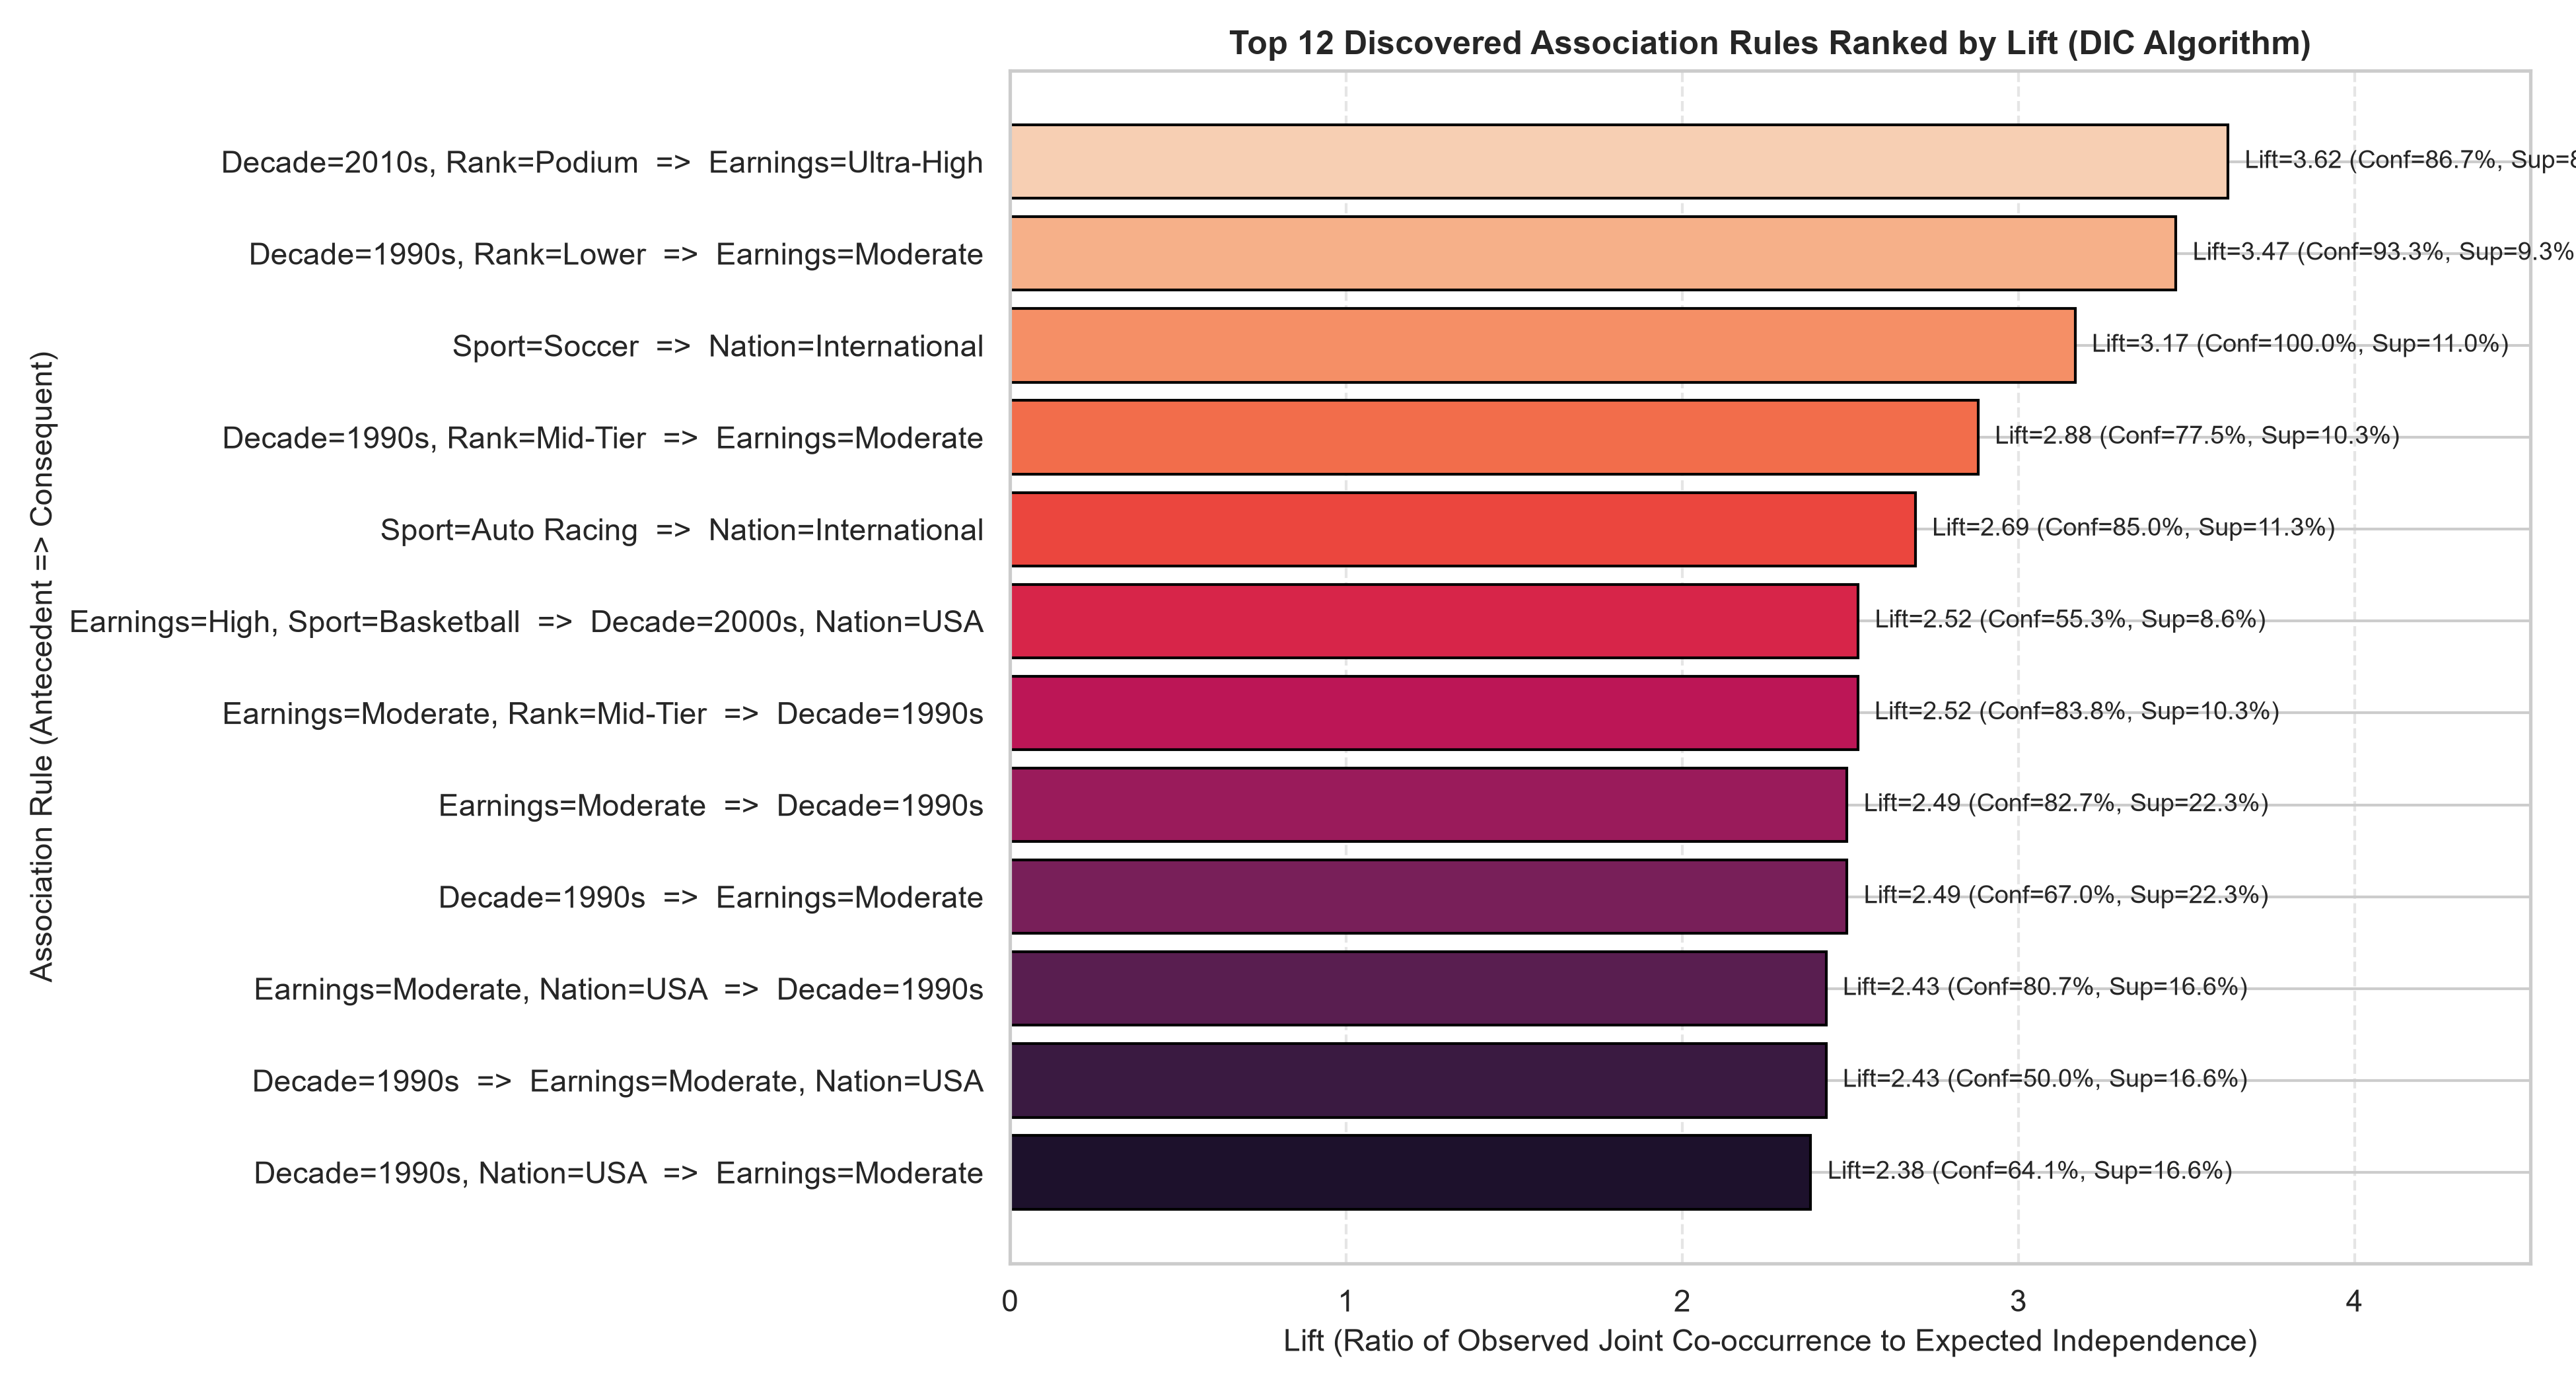 Top 12 Discovered Association Rules Ranked by Lift (DIC Algorithm)
Association Rule (Antecedent => Consequent)
Decade=2010s, Rank=Podium => Earnings=Ultra-High
Lift=3.62 (Conf=86.7%, Sup=8
Decade=1990s, Rank=Lower => Earnings=Moderate
Lift=3.47 (Conf=93.3%, Sup=9.3%
Sport=Soccer => Nation=International
Lift=3.17 (Conf=100.0%, Sup=11.0%)
Decade=1990s, Rank=Mid-Tier => Earnings=Moderate
Lift=2.88 (Conf=77.5%, Sup=10.3%)
Sport=Auto Racing => Nation=International
Lift=2.69 (Conf=85.0%, Sup=11.3%)
Earnings=High, Sport=Basketball => Decade=2000s, Nation=USA
Lift=2.52 (Conf=55.3%, Sup=8.6%)
Earnings=Moderate, Rank=Mid-Tier => Decade=1990s
Lift=2.52 (Conf=83.8%, Sup=10.3%)
Earnings=Moderate => Decade=1990s
Lift=2.49 (Conf=82.7%, Sup=22.3%)
Decade=1990s => Earnings=Moderate
Lift=2.49 (Conf=67.0%, Sup=22.3%)
Earnings=Moderate, Nation=USA => Decade=1990s
Lift=2.43 (Conf=80.7%, Sup=16.6%)
Decade=1990s => Earnings=Moderate, Nation=USA
Lift=2.43 (Conf=50.0%, Sup=16.6%)
Decade=1990s, Nation=USA => Earnings=Moderate
Lift=2.38 (Conf=64.1%, Sup=16.6%)
0 1 2 3 4
Lift (Ratio of Observed Joint Co-occurrence to Expected Independence)